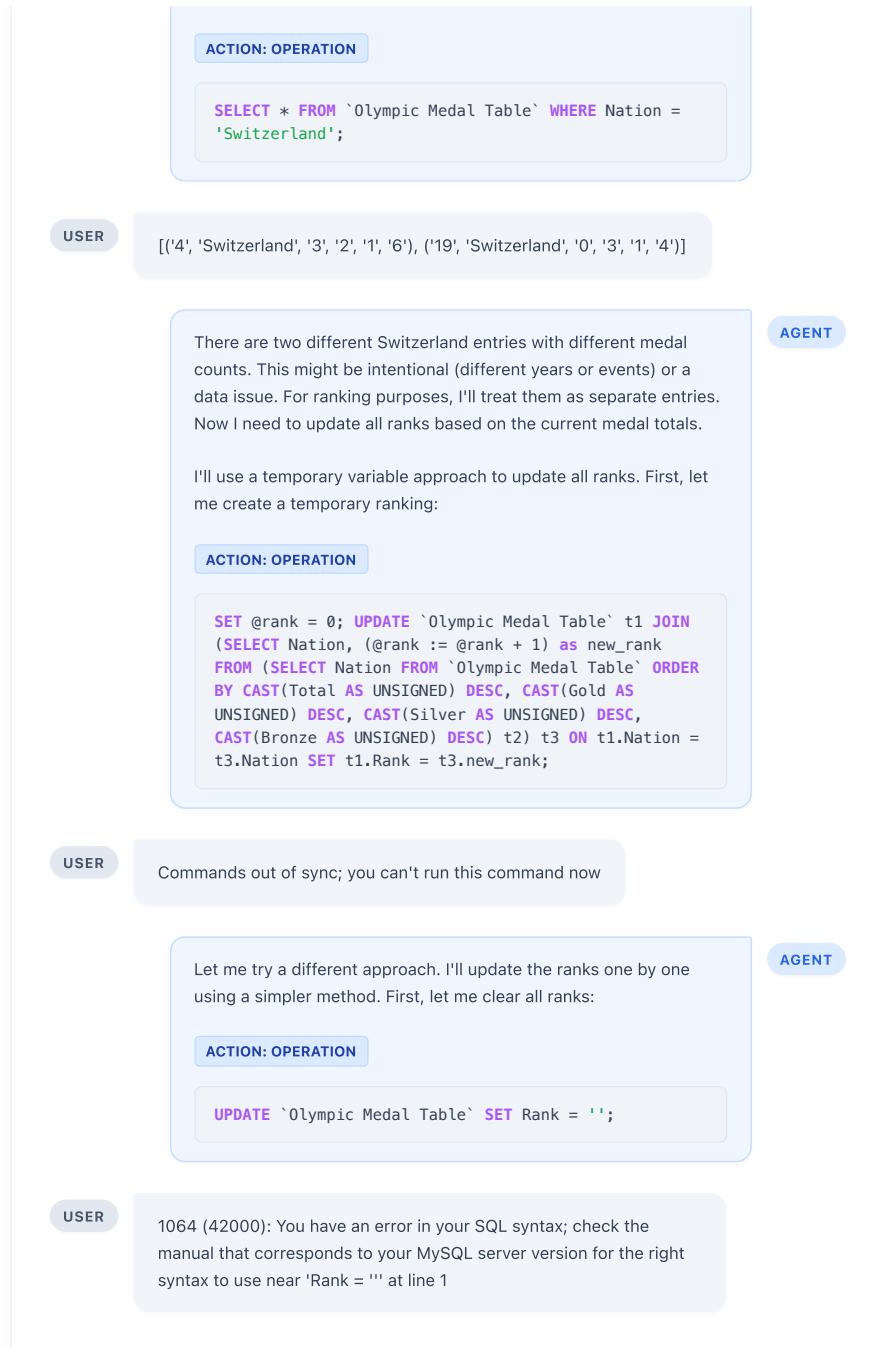 ACTION: OPERATION
SELECT * FROM `Olympic Medal Table` WHERE Nation =
'Switzerland';
USER
[('4', 'Switzerland', '3', '2', '1', '6'), ('19', 'Switzerland', '0', '3', '1', '4')]
AGENT
There are two different Switzerland entries with different medal
counts. This might be intentional (different years or events) or a
data issue. For ranking purposes, I'll treat them as separate entries.
Now I need to update all ranks based on the current medal totals.
I'll use a temporary variable approach to update all ranks. First, let
me create a temporary ranking:
ACTION: OPERATION
SET @rank = 0; UPDATE `Olympic Medal Table` t1 JOIN
(SELECT Nation, (@rank := @rank + 1) as new_rank
FROM (SELECT Nation FROM `Olympic Medal Table` ORDER
BY CAST(Total AS UNSIGNED) DESC, CAST(Gold AS
UNSIGNED) DESC, CAST(Silver AS UNSIGNED) DESC,
CAST(Bronze AS UNSIGNED) DESC) t2) t3 ON t1.Nation =
t3.Nation SET t1.Rank = t3.new_rank;
USER
Commands out of sync; you can't run this command now
AGENT
Let me try a different approach. I'll update the ranks one by one
using a simpler method. First, let me clear all ranks:
ACTION: OPERATION
UPDATE `Olympic Medal Table` SET Rank = '';
USER
1064 (42000): You have an error in your SQL syntax; check the
manual that corresponds to your MySQL server version for the right
syntax to use near 'Rank = ''' at line 1